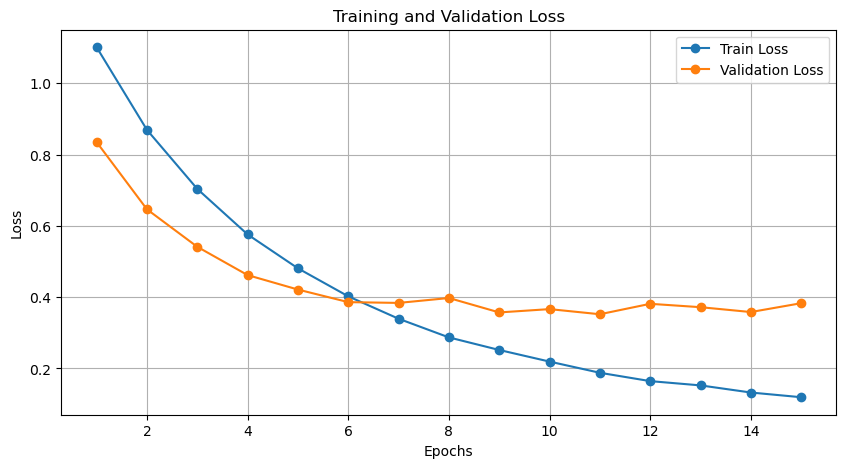 Training and Validation Loss
Train Loss
Validation Loss
1.0
0.8
0.6
0.4
0.2
Loss
2 4 6 8 10 12 14
Epochs